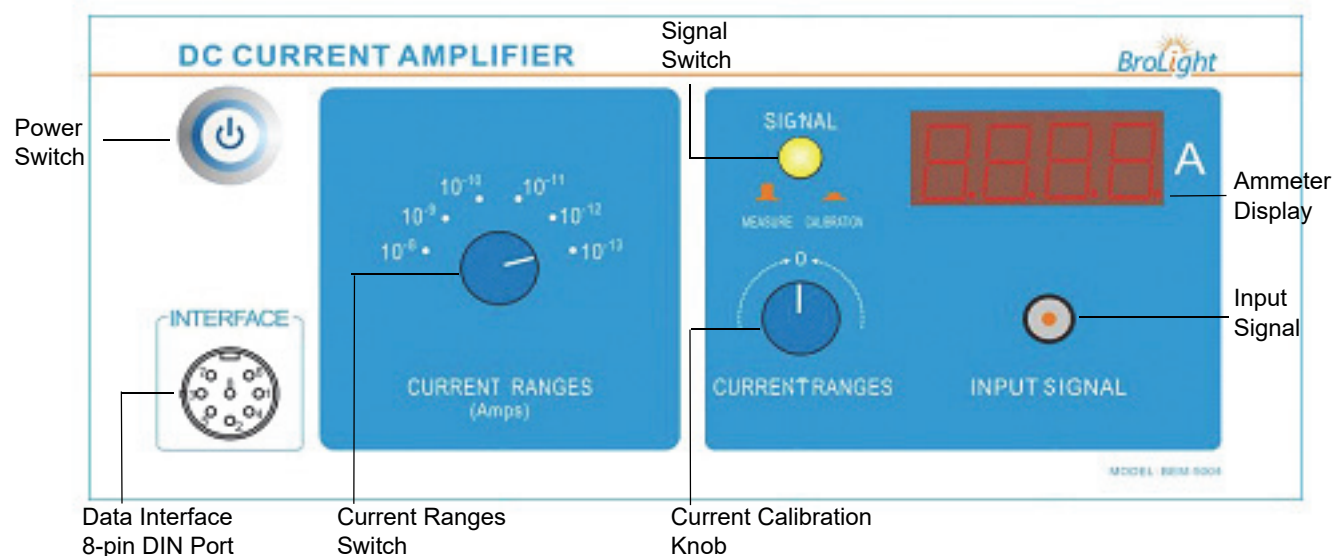 Signal
Switch
DC CURRENT AMPLIFIER
BroLight
Power
Switch
SIGNAL
A
MEASURE CALIBRATION
Ammeter
Display
10⁻⁸
10⁻⁹
10⁻¹⁰
10⁻¹¹
10⁻¹²
10⁻¹³
0
INTERFACE
Input
Signal
CURRENT RANGES
(Amps)
CURRENT RANGES
INPUT SIGNAL
Data Interface
8-pin DIN Port
Current Ranges
Switch
Current Calibration
Knob